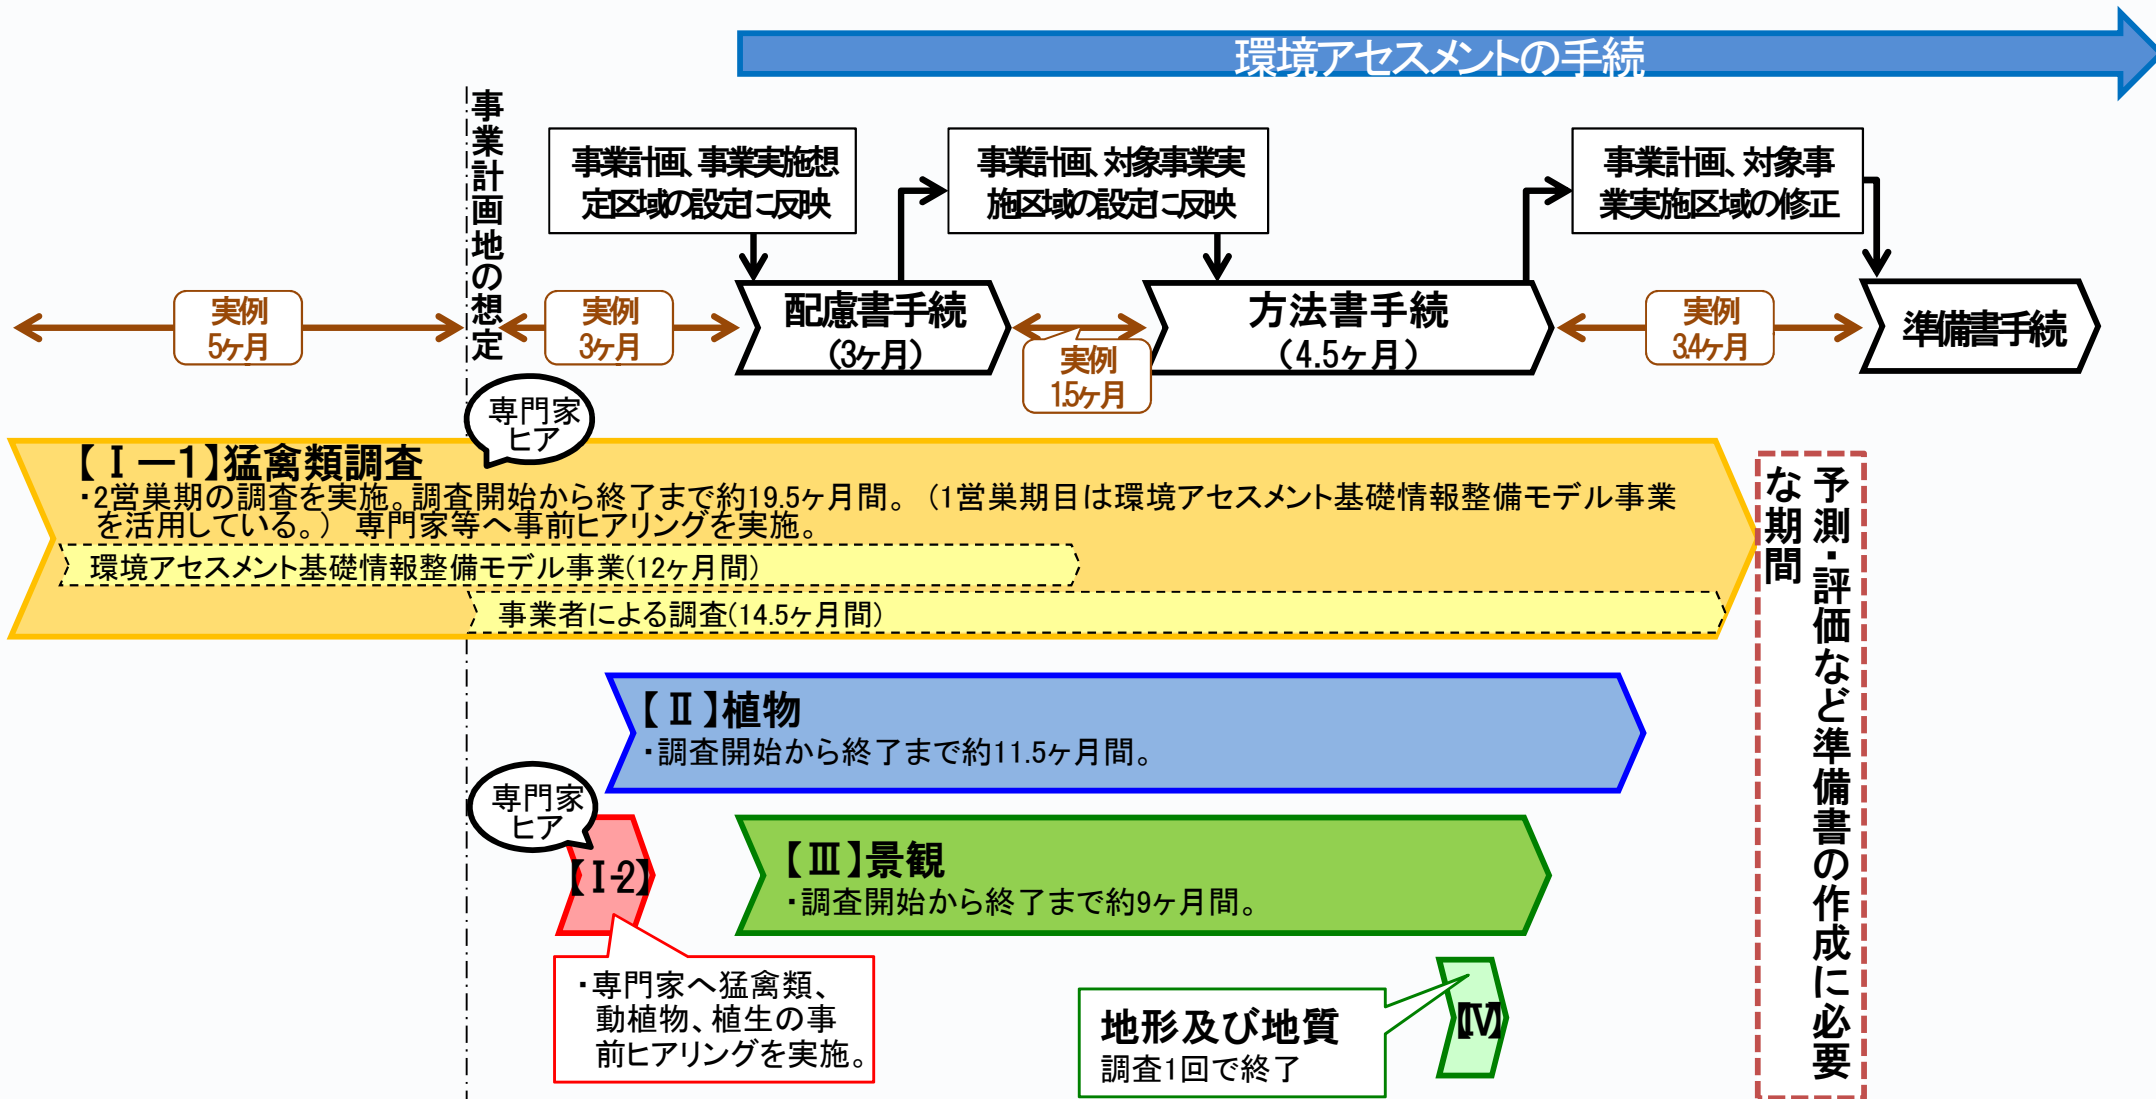 環境アセスメントの手続
事業計画地の想定
事業計画、事業実施想
定区域の設定に反映
事業計画、対象事業実
施区域の設定に反映
事業計画、対象事
業実施区域の修正
実例
5ヶ月
実例
3ヶ月
配慮書手続
(3ヶ月)
実例
1.5ヶ月
方法書手続
(4.5ヶ月)
実例
3.4ヶ月
準備書手続
専門家
ヒア
【Ⅰ―1】猛禽類調査
・2営巣期の調査を実施。調査開始から終了まで約19.5ヶ月間。（1営巣期目は環境アセスメント基礎情報整備モデル事業
を活用している。） 専門家等へ事前ヒアリングを実施。
環境アセスメント基礎情報整備モデル事業(12ヶ月間)
事業者による調査(14.5ヶ月間)
予測・評価など準備書の作成に必要
な期間
【Ⅱ】植物
・調査開始から終了まで約11.5ヶ月間。
専門家
ヒア
【Ⅰ-2】
【Ⅲ】景観
・調査開始から終了まで約9ヶ月間。
・専門家へ猛禽類、
動植物、植生の事
前ヒアリングを実施。
地形及び地質
調査1回で終了
【Ⅳ】